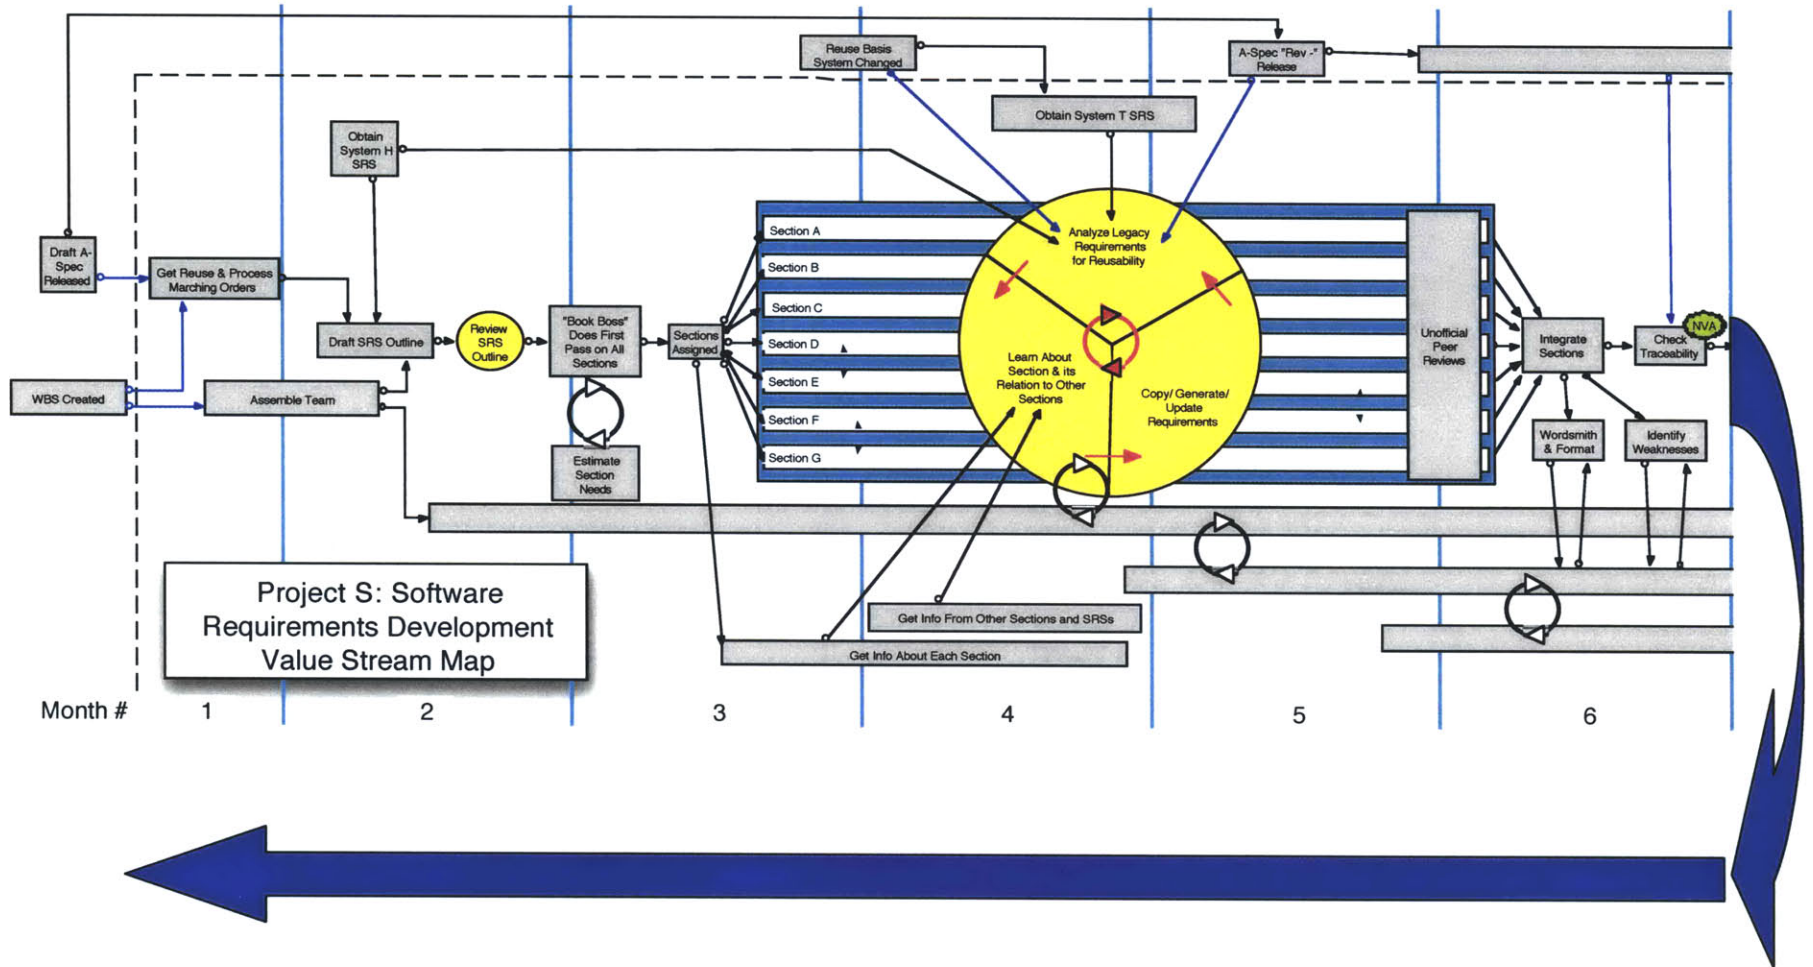 Reuse Basis
System Changed
A-Spec "Rev -"
Release
Obtain System T SRS
Obtain
System H
SRS
Draft A-
Spec
Released
Get Reuse & Process
Marching Orders
Draft SRS Outline
Review
SRS
Outline
WBS Created
Assemble Team
"Book Boss"
Does First
Pass on All
Sections
Estimate
Section
Needs
Sections
Assigned
Section A
Section B
Section C
Section D
Section E
Section F
Section G
Analyze Legacy
Requirements
for Reusability
Learn About
Section & its
Relation to Other
Sections
Copy/ Generate/
Update
Requirements
Unofficial
Peer
Reviews
Integrate
Sections
NVA
Check
Traceability
Wordsmith
& Format
Identify
Weaknesses
Get Info From Other Sections and SRSs
Get Info About Each Section
Project S: Software
Requirements Development
Value Stream Map
Month # 1 2 3 4 5 6